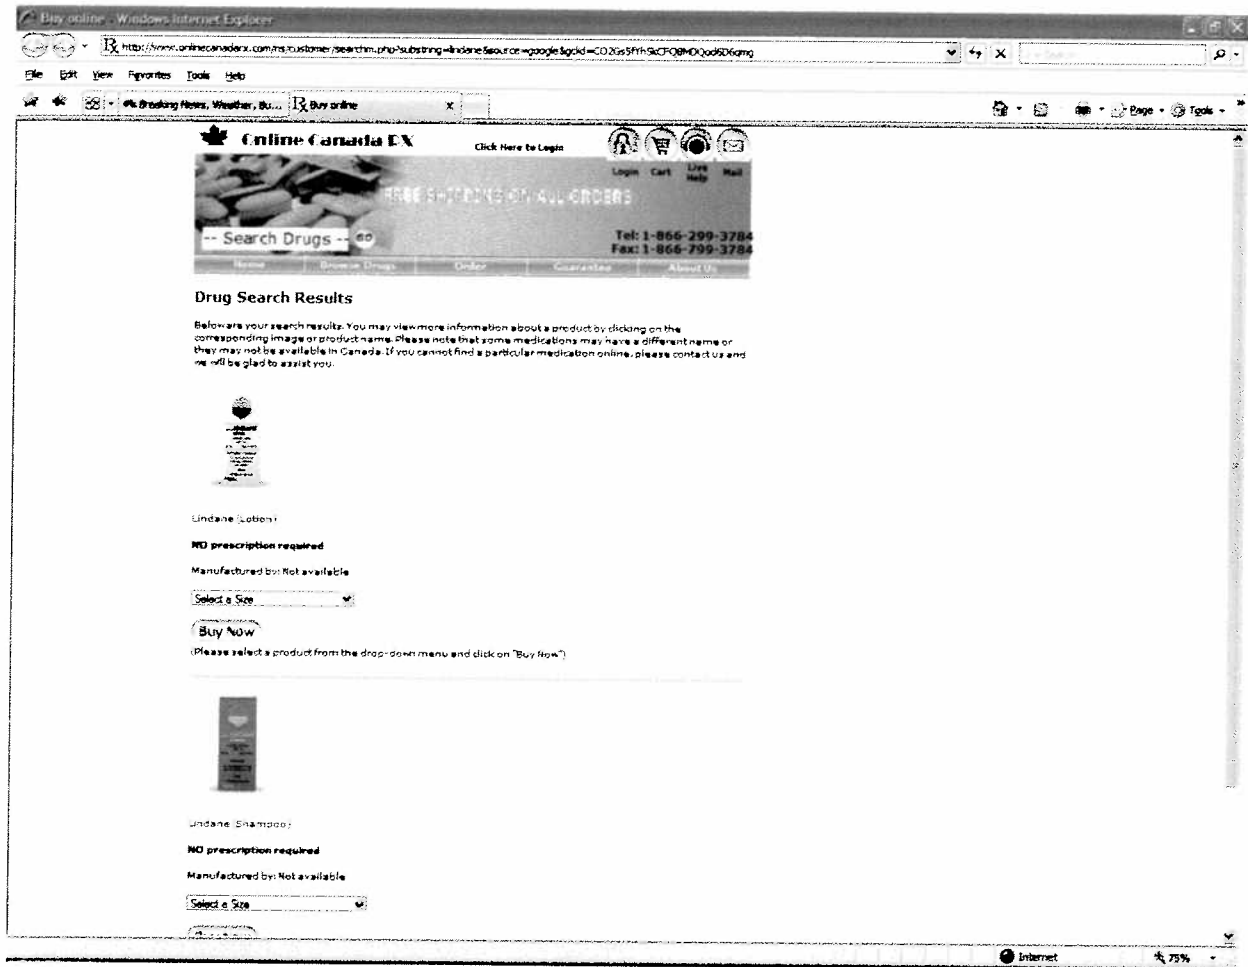 Buy online - Windows Internet Explorer
File Edit View Favorites Tools Help
Breaking News, Weather, Bu... Buy online X
Page Tools
Online Canada RX
Click Here to Login
Login Cart Live Help Mail
FREE SHIPPING ON ALL ORDERS
-- Search Drugs -- GO
Tel: 1-866-299-3784
Fax: 1-866-799-3784
Home Browse Drugs Order Guarantee About Us
Drug Search Results
Below are your search results. You may view more information about a product by clicking on the
corresponding image or product name. Please note that some medications may have a different name or
they may not be available in Canada. If you cannot find a particular medication online, please contact us and
we will be glad to assist you.
Lindane (Lotion)
NO prescription required
Manufactured by: Not available
Select a Size
Buy Now
(Please select a product from the drop-down menu and click on "Buy Now")
Lindane (Shampoo)
NO prescription required
Manufactured by: Not available
Select a Size
Internet 75%